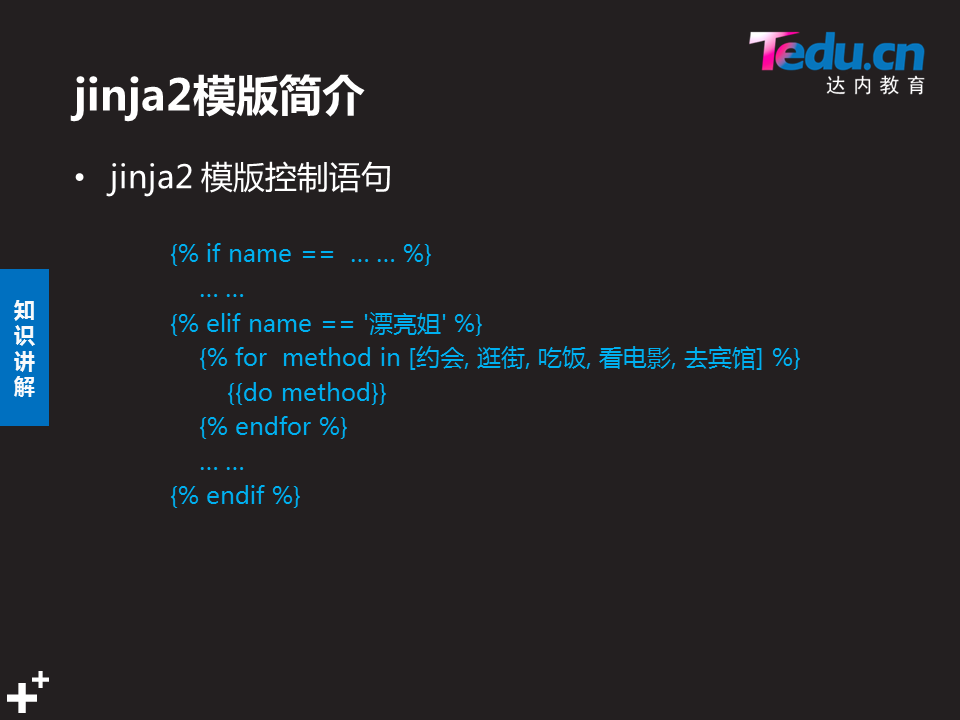 Tedu.cn
达内教育
jinja2模版简介
• jinja2 模版控制语句
{% if name ==  … … %}
… …
{% elif name == '漂亮姐' %}
{% for  method in [约会, 逛街, 吃饭, 看电影, 去宾馆] %}
{{do method}}
{% endfor %}
… …
{% endif %}
知
识
讲
解